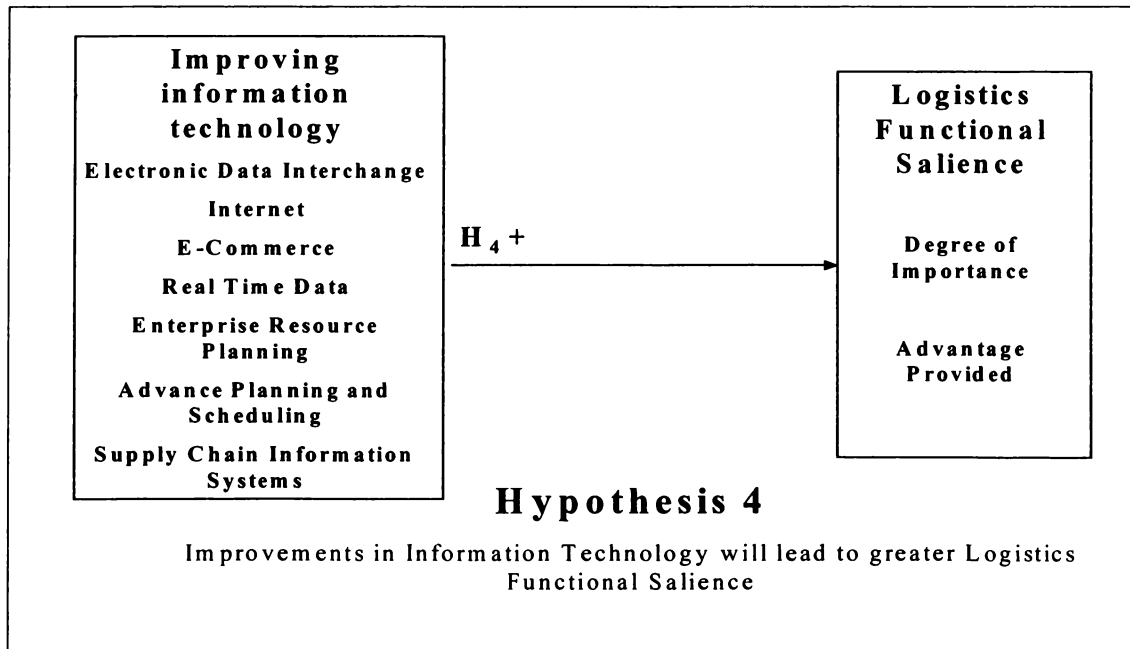 Improving
information
technology
Electronic Data Interchange
Internet
E-Commerce
Real Time Data
Enterprise Resource
Planning
Advance Planning and
Scheduling
Supply Chain Information
Systems
H4 +
Logistics
Functional
Salience
Degree of
Importance
Advantage
Provided
Hypothesis 4
Improvements in Information Technology will lead to greater Logistics
Functional Salience